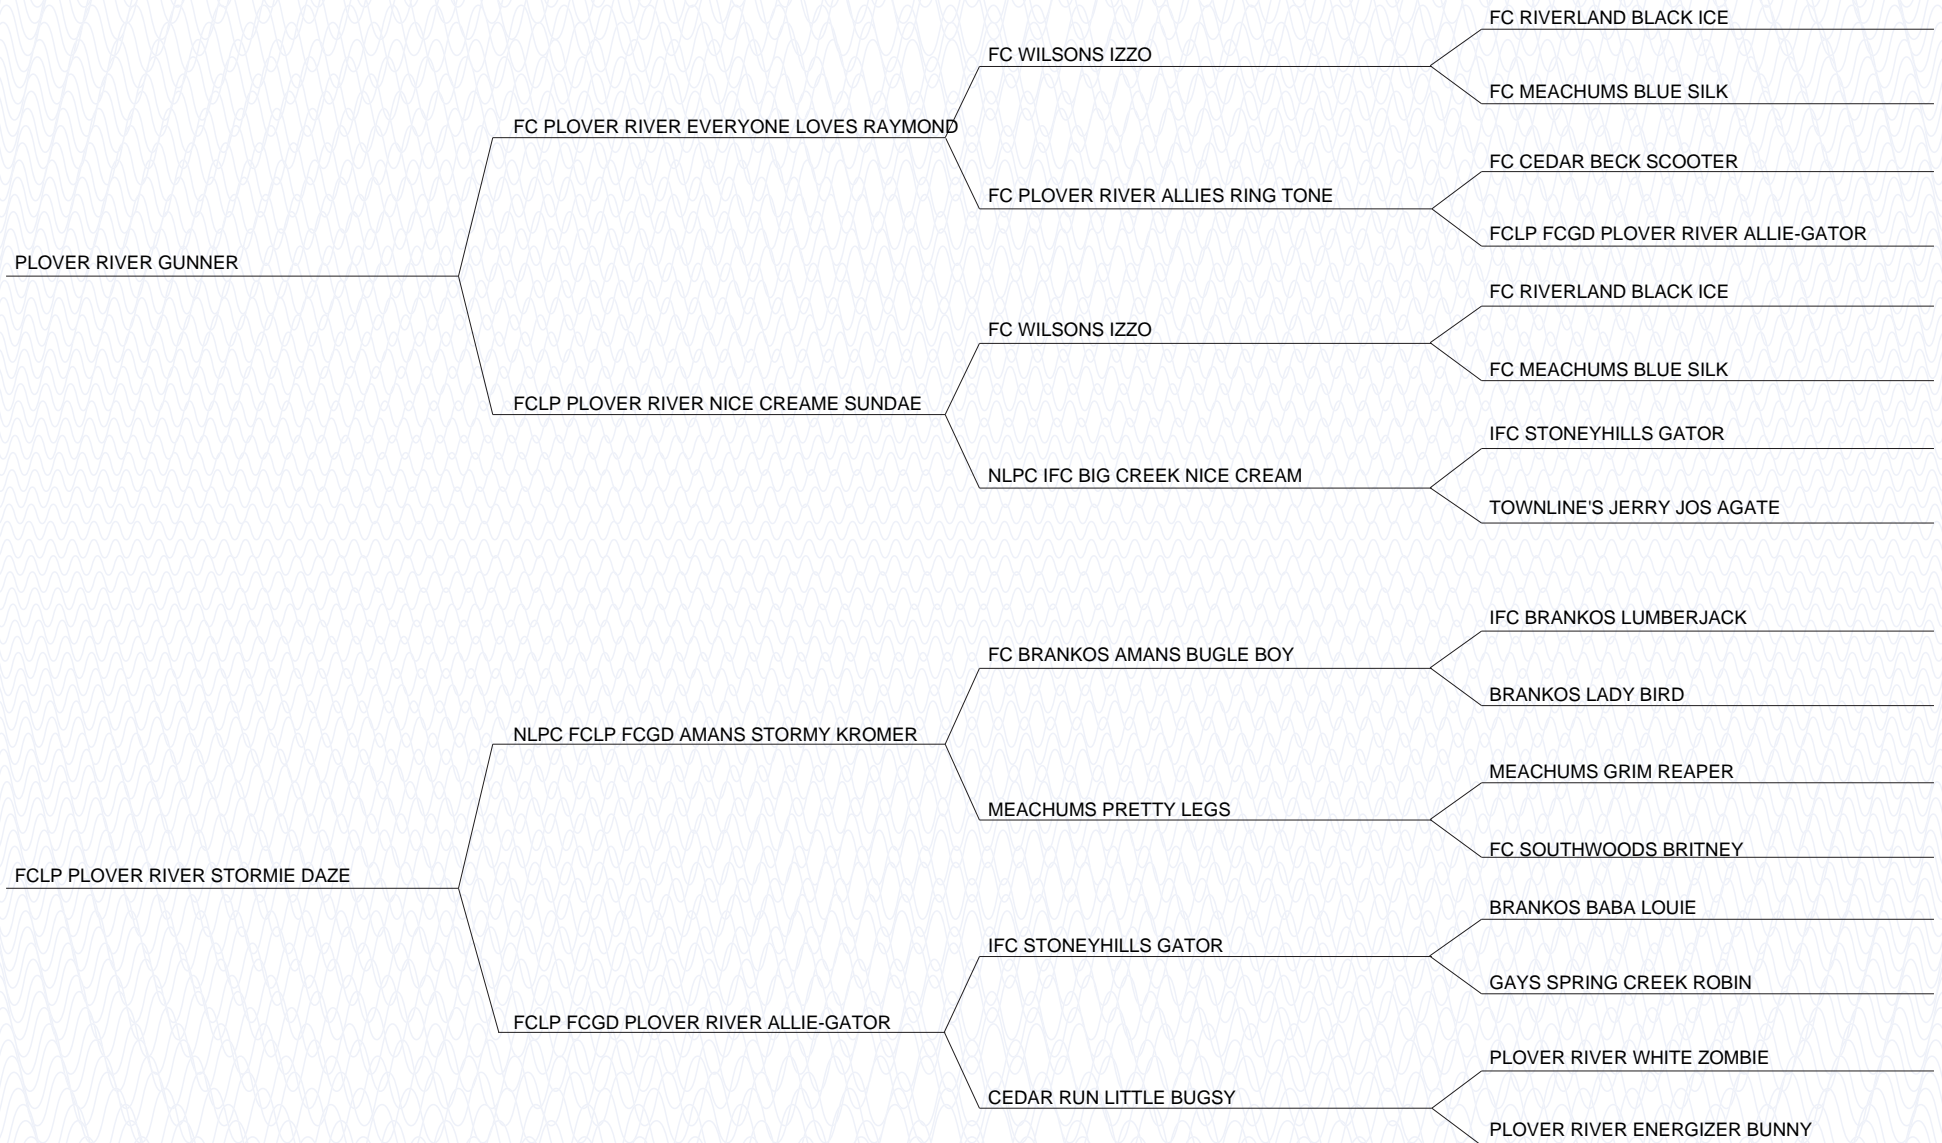 FC RIVERLAND BLACK ICE
FC WILSONS IZZO
FC MEACHUMS BLUE SILK
FC PLOVER RIVER EVERYONE LOVES RAYMOND
FC CEDAR BECK SCOOTER
FC PLOVER RIVER ALLIES RING TONE
FCLP FCGD PLOVER RIVER ALLIE-GATOR
PLOVER RIVER GUNNER
FC RIVERLAND BLACK ICE
FC WILSONS IZZO
FC MEACHUMS BLUE SILK
FCLP PLOVER RIVER NICE CREAME SUNDAE
IFC STONEYHILLS GATOR
NLPC IFC BIG CREEK NICE CREAM
TOWNLINE'S JERRY JOS AGATE
IFC BRANKOS LUMBERJACK
FC BRANKOS AMANS BUGLE BOY
BRANKOS LADY BIRD
NLPC FCLP FCGD AMANS STORMY KROMER
MEACHUMS GRIM REAPER
MEACHUMS PRETTY LEGS
FC SOUTHWOODS BRITNEY
FCLP PLOVER RIVER STORMIE DAZE
BRANKOS BABA LOUIE
IFC STONEYHILLS GATOR
GAYS SPRING CREEK ROBIN
FCLP FCGD PLOVER RIVER ALLIE-GATOR
PLOVER RIVER WHITE ZOMBIE
CEDAR RUN LITTLE BUGSY
PLOVER RIVER ENERGIZER BUNNY